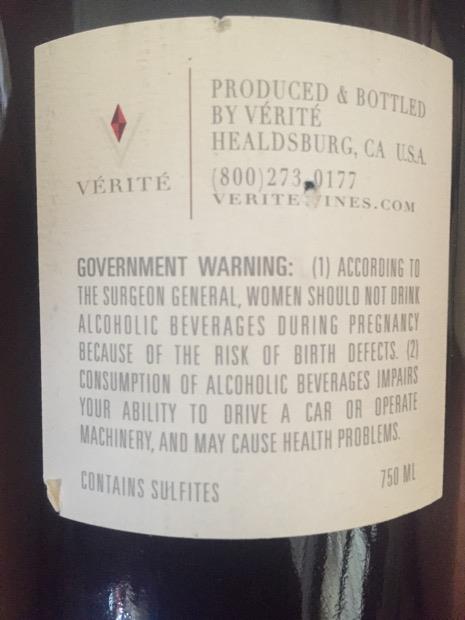 VÉRITÉ
PRODUCED & BOTTLED
BY VÉRITÉ
HEALDSBURG, CA U.S.A.
(800)273-0177
GOVERNMENT WARNING: (1) ACCORDING TO
THE SURGEON GENERAL, WOMEN SHOULD NOT DRINK
ALCOHOLIC BEVERAGES DURING PREGNANCY
BECAUSE OF THE RISK OF BIRTH DEFECTS. (2)
CONSUMPTION OF ALCOHOLIC BEVERAGES IMPAIRS
YOUR ABILITY TO DRIVE A CAR OR OPERATE
MACHINERY, AND MAY CAUSE HEALTH PROBLEMS.
CONTAINS SULFITES
750 ML